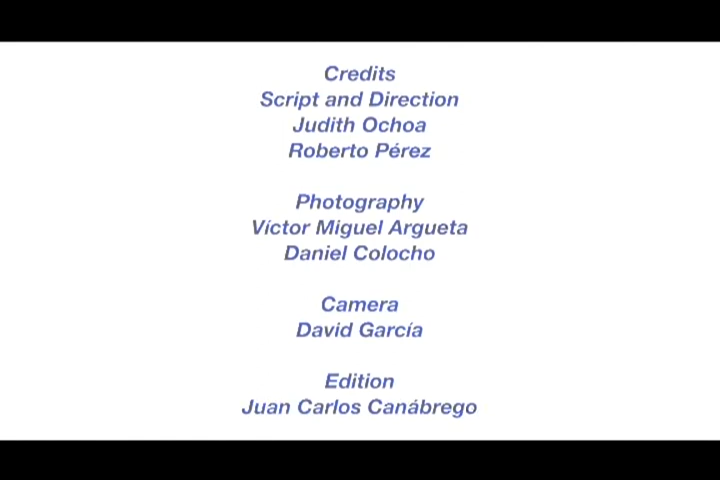 Credits
Script and Direction
Judith Ochoa
Roberto Pérez
Photography
Víctor Miguel Argueta
Daniel Colocho
Camera
David García
Edition
Juan Carlos Canábrego